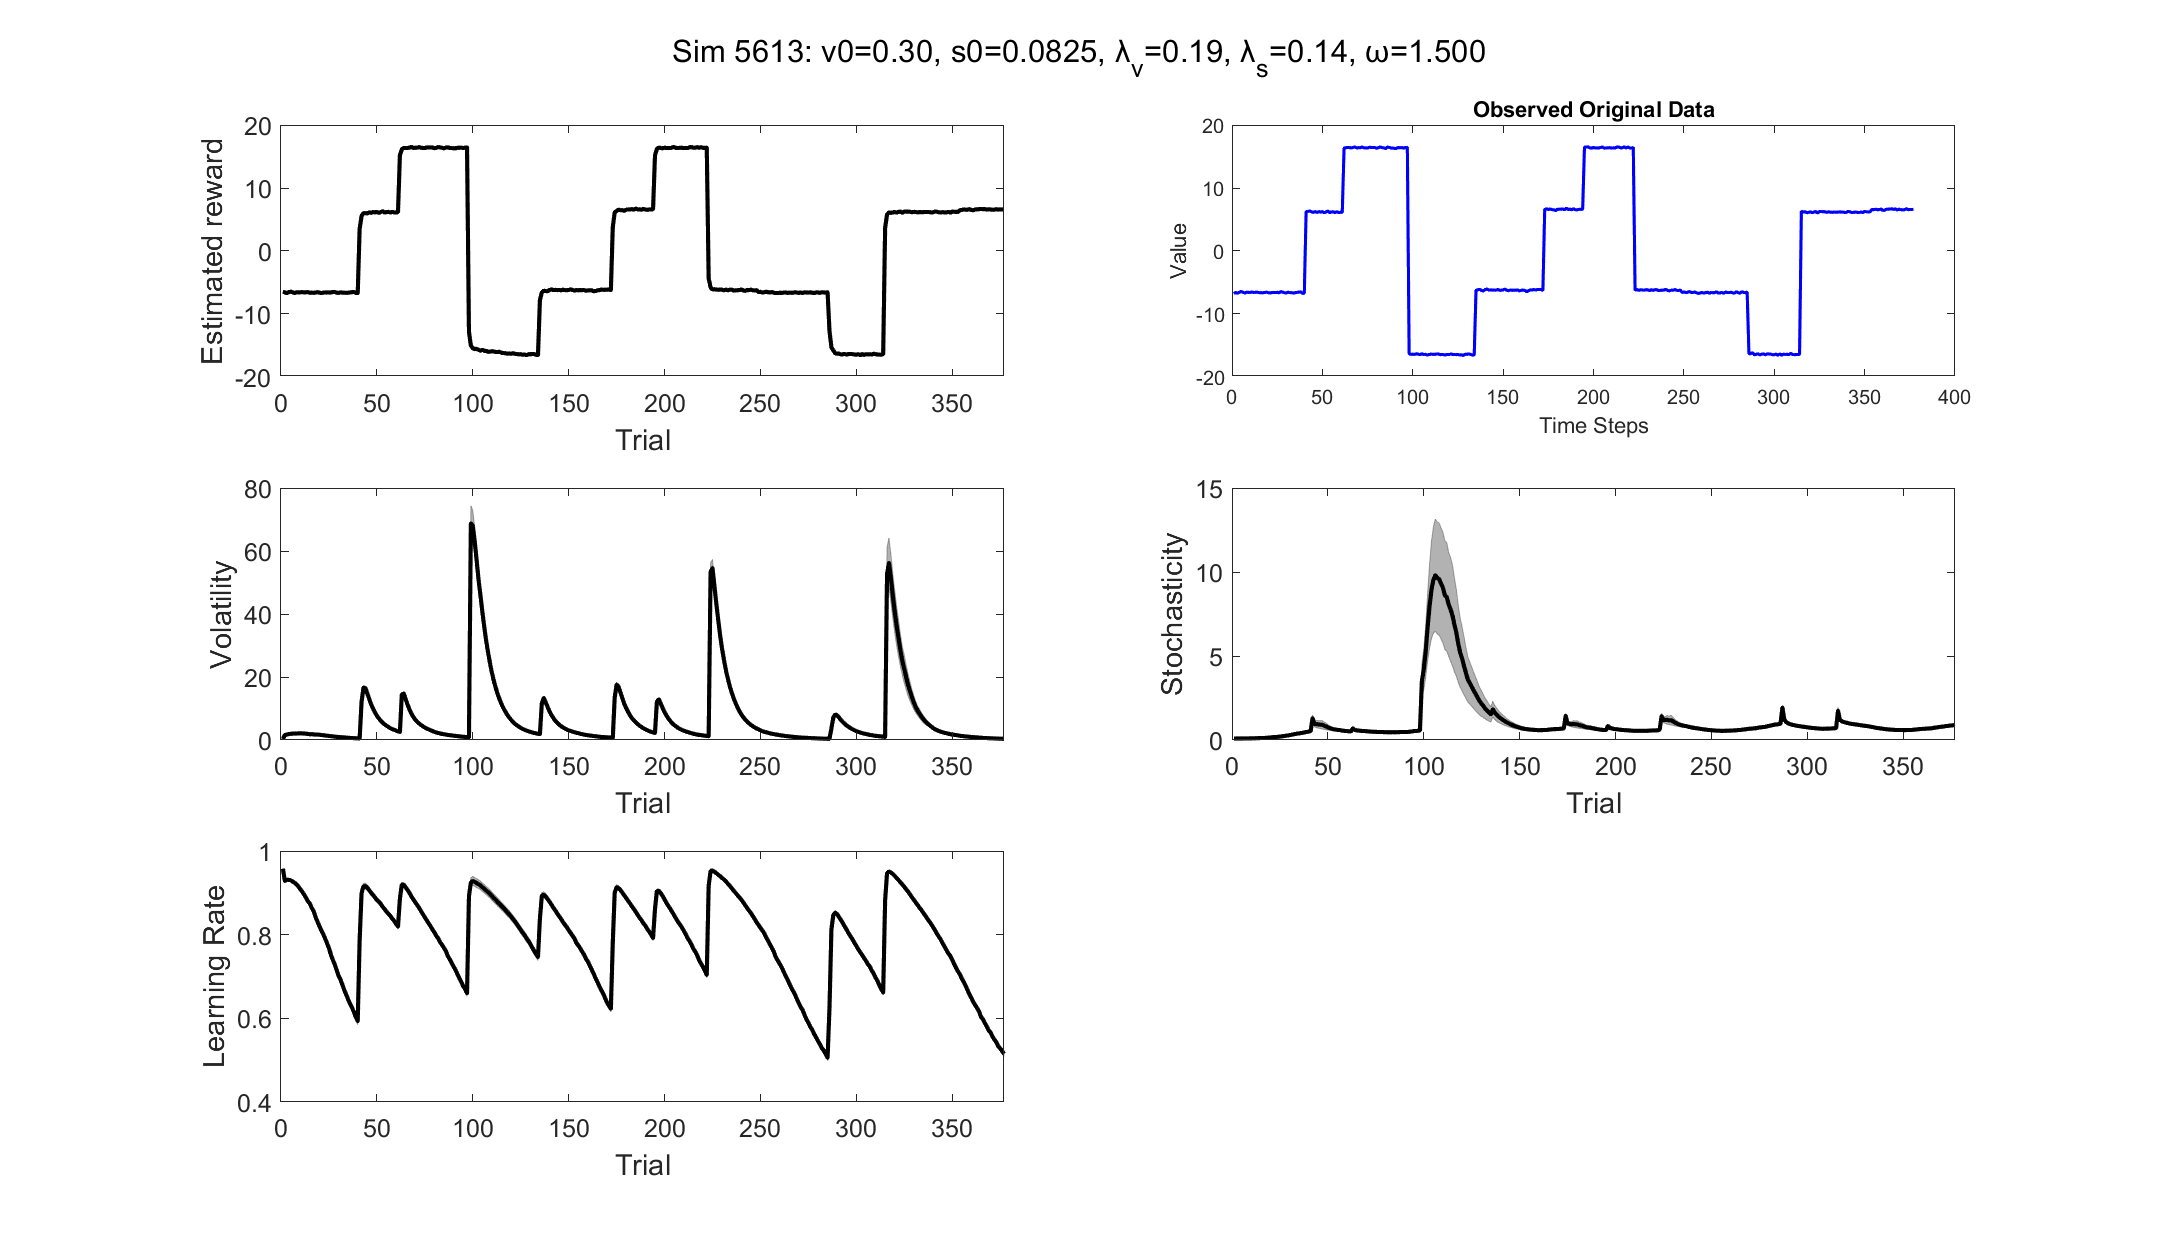 Sim 5613: v0=0.30, s0=0.0825, λ_v=0.19, λ_s=0.14, ω=1.500
Estimated reward
20
10
0
-10
-20
0 50 100 150 200 250 300 350
Trial
Observed Original Data
Value
20
10
0
-10
-20
0 50 100 150 200 250 300 350 400
Time Steps
Volatility
80
60
40
20
0
0 50 100 150 200 250 300 350
Trial
Stochasticity
15
10
5
0
0 50 100 150 200 250 300 350
Trial
Learning Rate
1
0.8
0.6
0.4
0 50 100 150 200 250 300 350
Trial